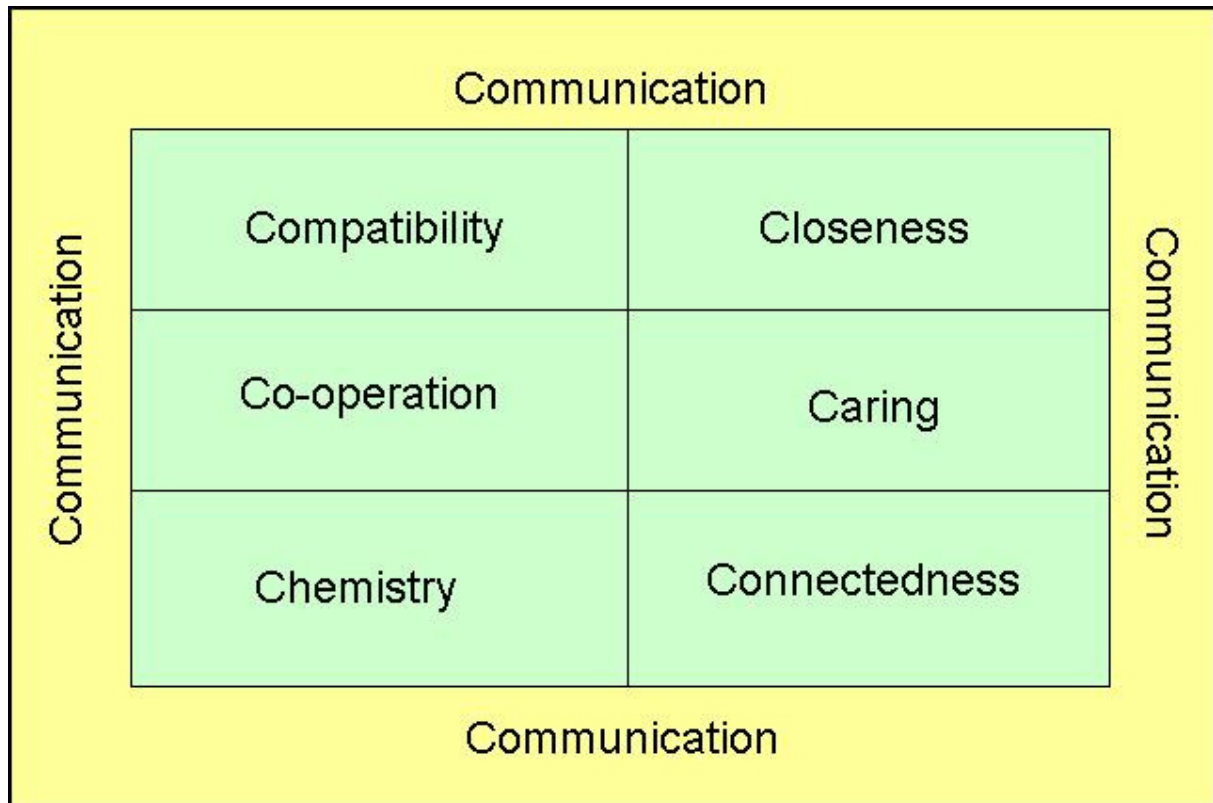 Communication
Communication
Compatibility
Closeness
Communication
Co-operation
Caring
Chemistry
Connectedness
Communication